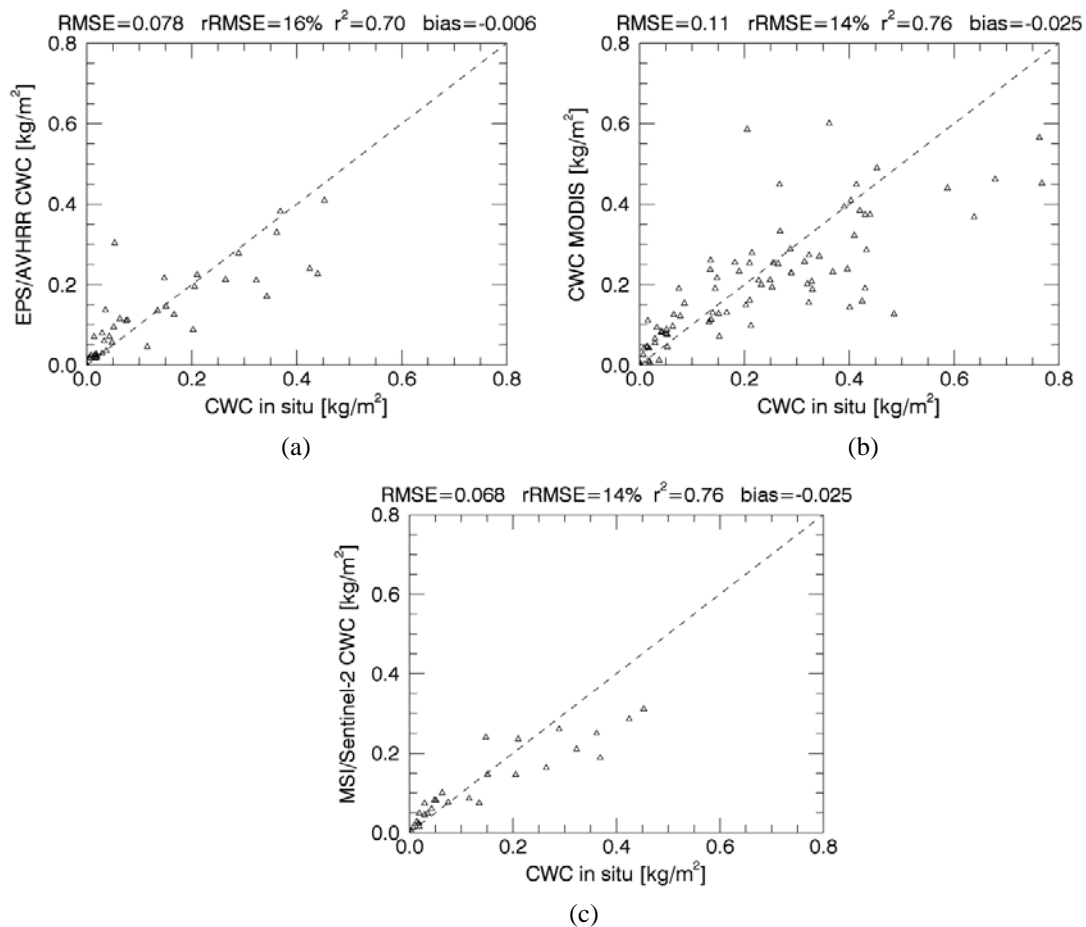 RMSE=0.078 rRMSE=16% r²=0.70 bias=-0.006
0.8
0.6
0.4
0.2
0.0
EPS/AVHRR CWC [kg/m²]
0.0 0.2 0.4 0.6 0.8
CWC in situ [kg/m²]
(a)
RMSE=0.11 rRMSE=14% r²=0.76 bias=-0.025
0.8
0.6
0.4
0.2
0.0
CWC MODIS [kg/m²]
0.0 0.2 0.4 0.6 0.8
CWC in situ [kg/m²]
(b)
RMSE=0.068 rRMSE=14% r²=0.76 bias=-0.025
0.8
0.6
0.4
0.2
0.0
MSI/Sentinel-2 CWC [kg/m²]
0.0 0.2 0.4 0.6 0.8
CWC in situ [kg/m²]
(c)